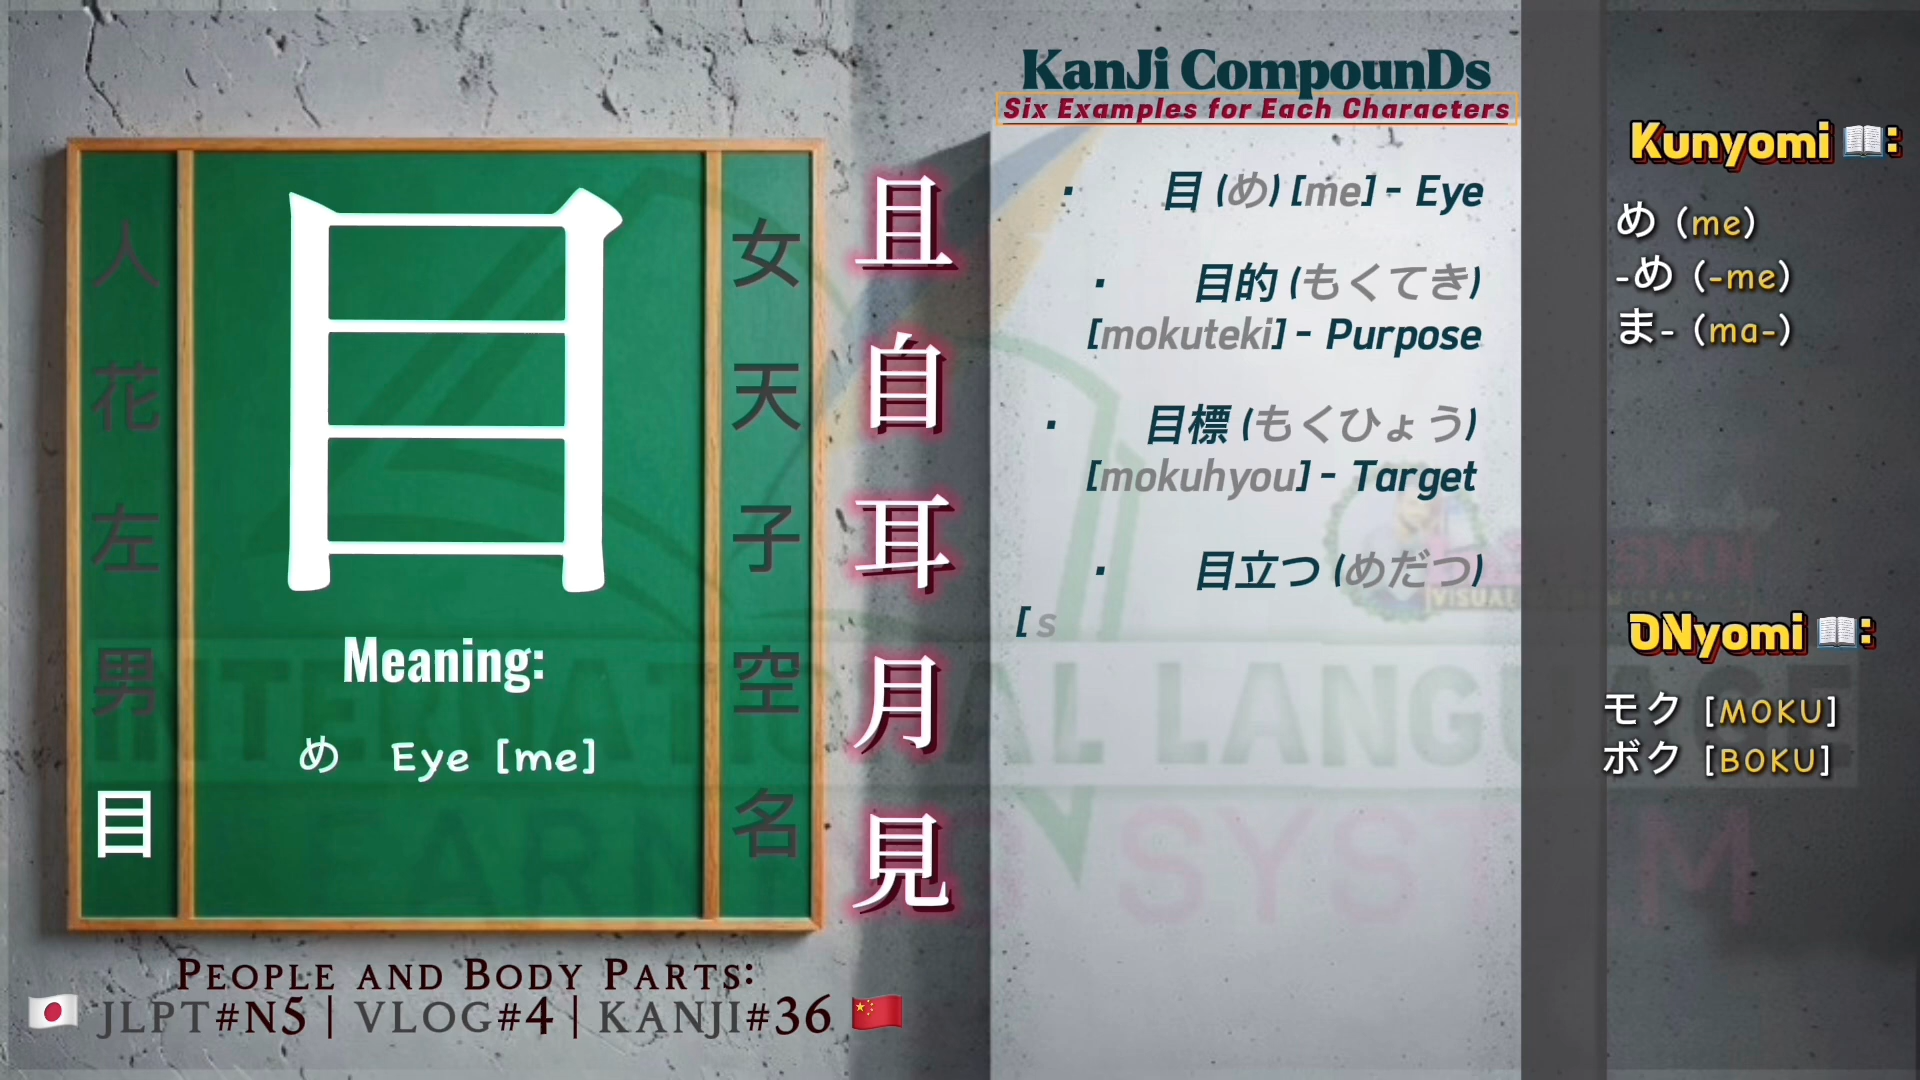 人
花
左
男
目
目
Meaning:
め Eye [me]
女
天
子
空
名
且
自
耳
月
見
PEOPLE AND BODY PARTS:
JLPT#N5 | VLOG#4 | KANJI#36
KanJi CompounDs
Six Examples for Each Characters
· 目 (め) [me] - Eye
· 目的 (もくてき)
[mokuteki] - Purpose
· 目標 (もくひょう)
[mokuhyou] - Target
· 目立つ (めだつ)
[s
Kunyomi 📖:
め (me)
-め (-me)
ま- (ma-)
ONyomi 📖:
モク [MOKU]
ボク [BOKU]
INTERNATIONAL LANGUAGE
LEARNING SYSTEM